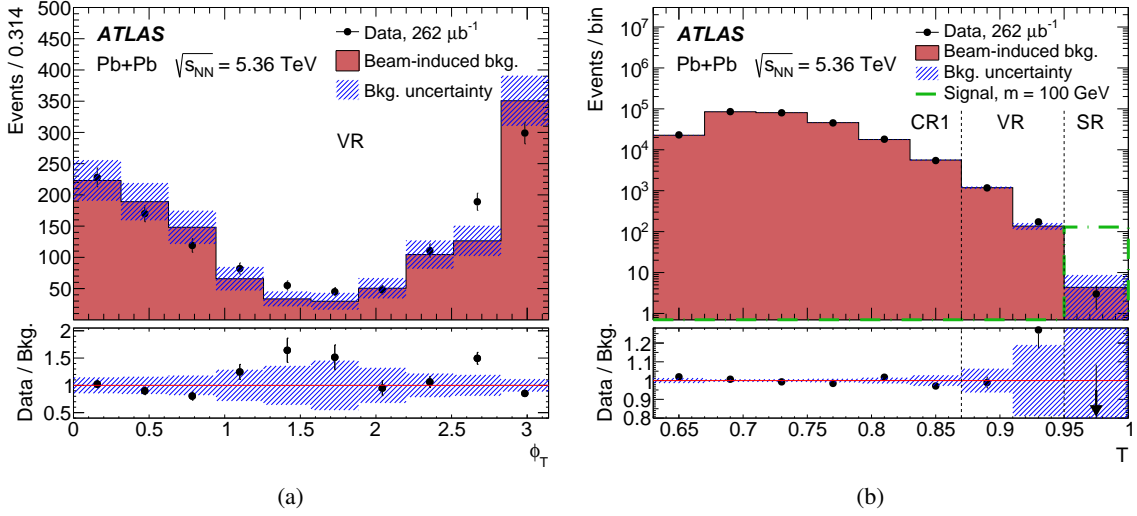 Events / 0.314
500
450
400
350
300
250
200
150
100
50
ATLAS
Pb+Pb √s_NN = 5.36 TeV
Data, 262 μb⁻¹
Beam-induced bkg.
Bkg. uncertainty
VR
Data / Bkg.
2
1.5
1
0.5
0 0.5 1 1.5 2 2.5 3
ϕ_T
(a)
Events / bin
10⁷
10⁶
10⁵
10⁴
10³
10²
10
1
ATLAS
Pb+Pb √s_NN = 5.36 TeV
Data, 262 μb⁻¹
Beam-induced bkg.
Bkg. uncertainty
Signal, m = 100 GeV
CR1 VR SR
Data / Bkg.
1.2
1.1
1
0.9
0.8
0.65 0.7 0.75 0.8 0.85 0.9 0.95 1
T
(b)